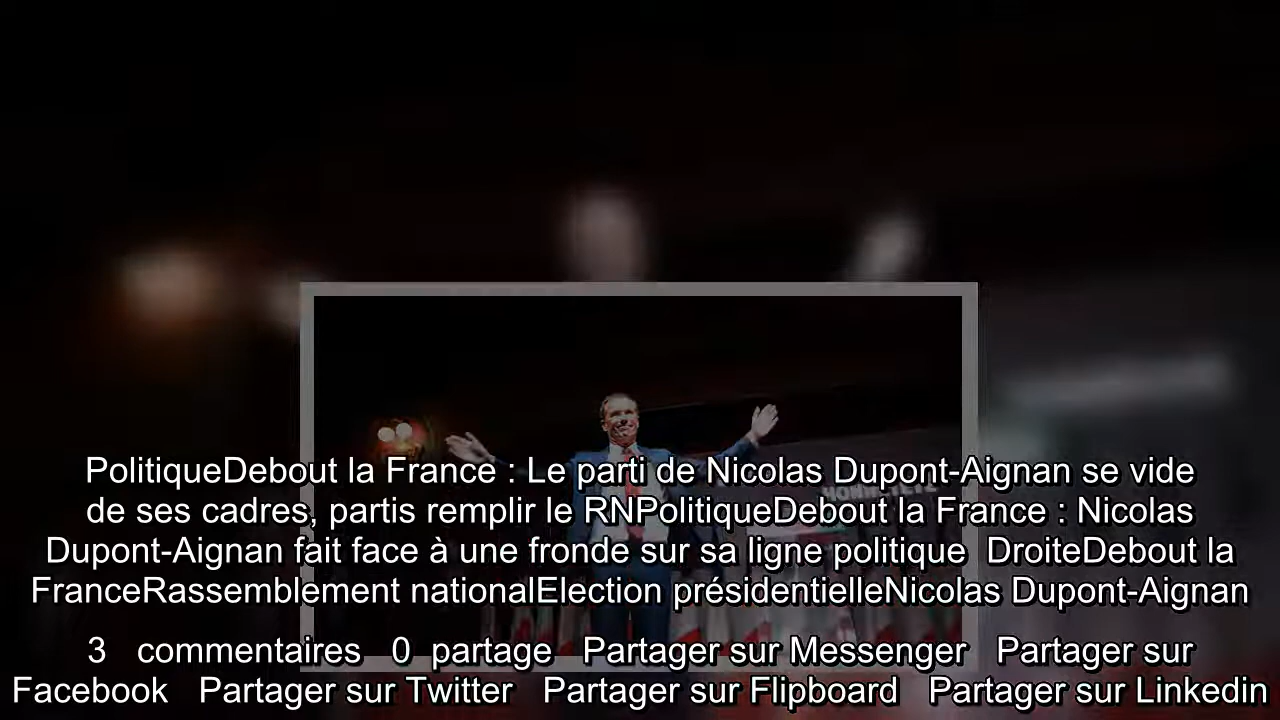 PolitiqueDebout la France : Le parti de Nicolas Dupont-Aignan se vide
de ses cadres, partis remplir le RNPolitiqueDebout la France : Nicolas
Dupont-Aignan fait face à une fronde sur sa ligne politique  DroiteDebout la
FranceRassemblement nationalElection présidentielleNicolas Dupont-Aignan
3   commentaires   0  partage   Partager sur Messenger   Partager sur
Facebook   Partager sur Twitter   Partager sur Flipboard   Partager sur Linkedin